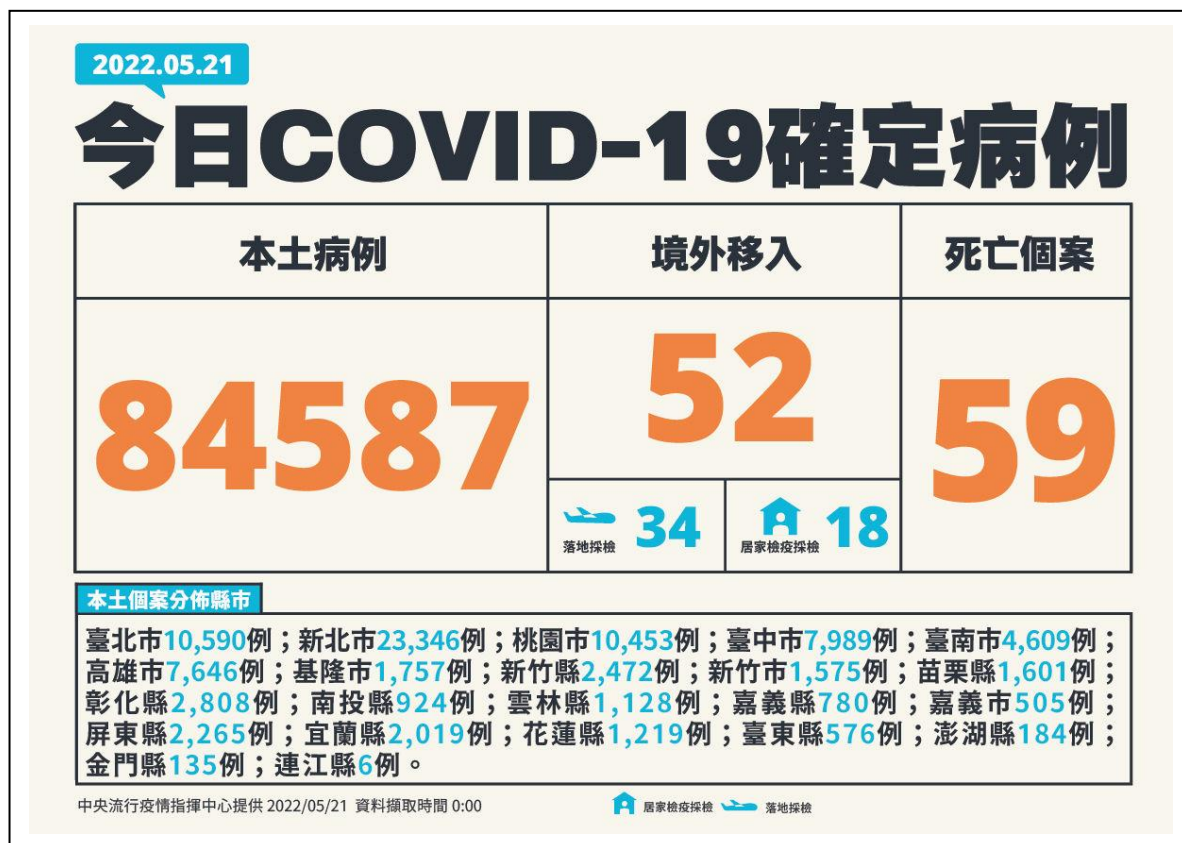 2022.05.21
今日COVID-19確定病例
本土病例
境外移入
死亡個案
84587
52
59
落地採檢
34
居家檢疫採檢
18
本土個案分佈縣市
臺北市10,590例；新北市23,346例；桃園市10,453例；臺中市7,989例；臺南市4,609例；
高雄市7,646例；基隆市1,757例；新竹縣2,472例；新竹市1,575例；苗栗縣1,601例；
彰化縣2,808例；南投縣924例；雲林縣1,128例；嘉義縣780例；嘉義市505例；
屏東縣2,265例；宜蘭縣2,019例；花蓮縣1,219例；臺東縣576例；澎湖縣184例；
金門縣135例；連江縣6例。
中央流行疫情指揮中心提供 2022/05/21 資料擷取時間 0:00
居家檢疫採檢
落地採檢